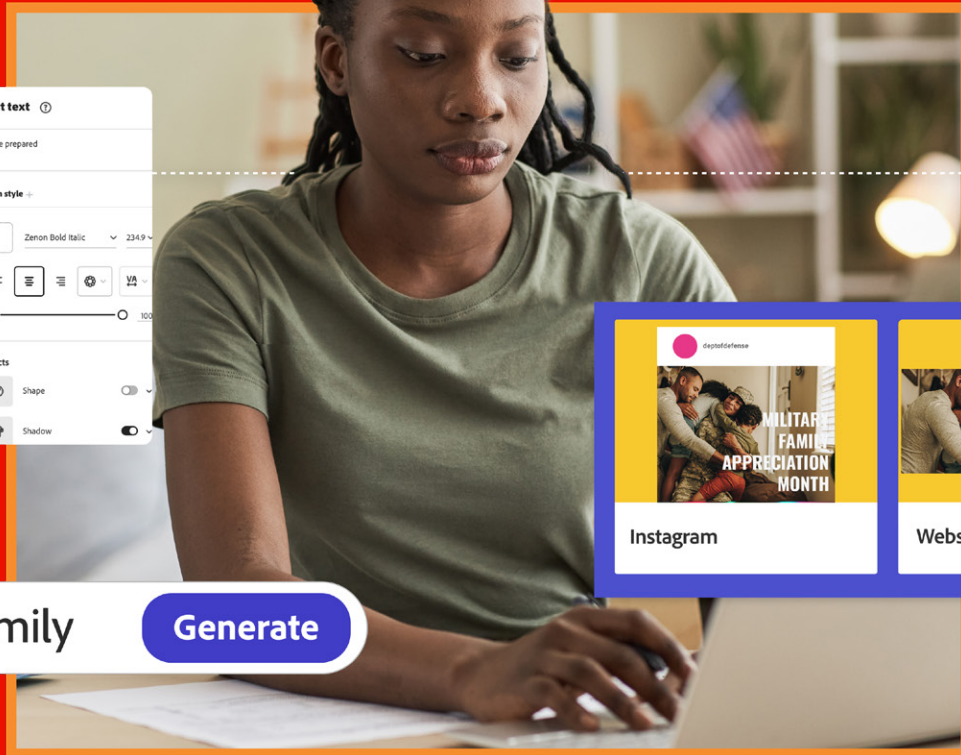 t text
e prepared
style
Zenon Bold Italic
234.9
VA
100
cts
Shape
Shadow
mily
Generate
deptofdefense
MILITARY
FAMILY
APPRECIATION
MONTH
Instagram
Webs